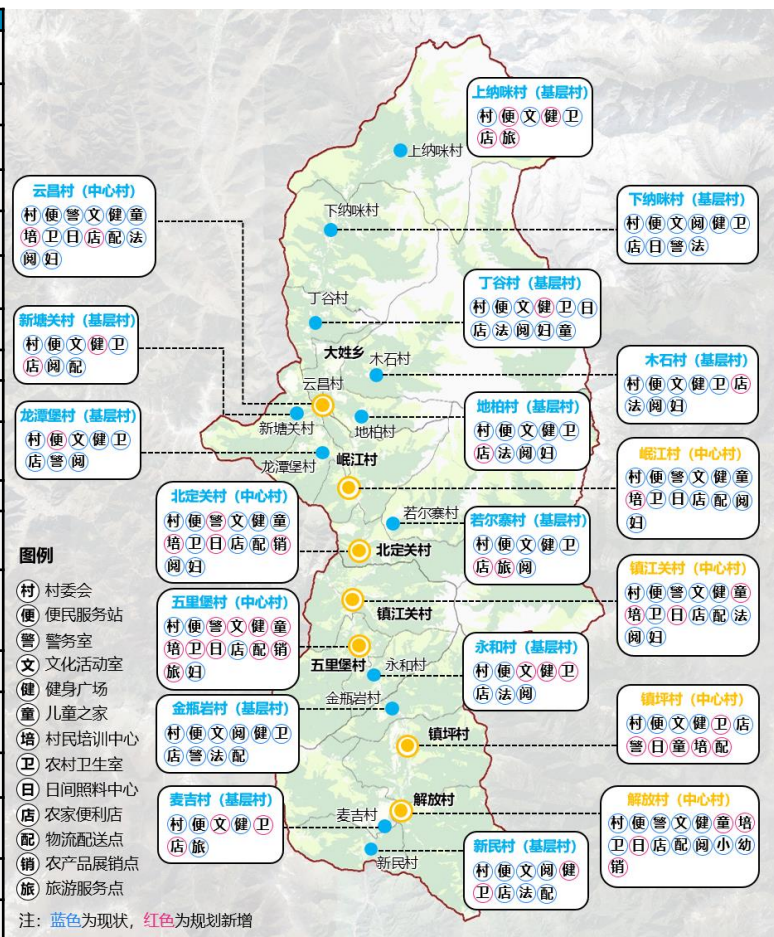 上纳咪村（基层村）
村便文健卫
店旅
上纳咪村
云昌村（中心村）
村便警文健童
培卫日店配法
阅妇
下纳咪村
下纳咪村（基层村）
村便文阅健卫
店日警法
丁谷村（基层村）
村便文健卫日
店法阅妇童
丁谷村
新塘关村（基层村）
村便文健卫
店阅配
大姓乡
木石村
木石村（基层村）
村便文健卫店
法阅妇
云昌村
新塘关村
地柏村
地柏村（基层村）
村便文健卫
店法阅妇
龙潭堡村（基层村）
村便文健卫
店警阅
龙潭堡村
岷江村
岷江村（中心村）
村便警文健童
培卫日店配阅
妇
北定关村（中心村）
村便警文健童
培卫日店配销
阅妇
若尔寨村
若尔寨村（基层村）
村便文健卫
店旅阅
北定关村
镇江关村（中心村）
村便警文健童
培卫日店配法
阅妇
五里堡村（中心村）
村便警文健童
培卫日店配销
旅妇
镇江关村
五里堡村
永和村
永和村（基层村）
村便文健卫
店法阅
金瓶岩村（基层村）
村便文阅健卫
店警法配
金瓶岩村
镇坪村
镇坪村（中心村）
村便文健卫店
警日童培配
解放村
解放村（中心村）
村便警文健童培
卫日店配阅小幼
销
麦吉村（基层村）
村便文健卫
店旅
麦吉村
新民村
新民村（基层村）
村便文阅健
卫店法配
图例
村 村委会
便 便民服务站
警 警务室
文 文化活动室
健 健身广场
童 儿童之家
培 村民培训中心
卫 农村卫生室
日 日间照料中心
店 农家便利店
配 物流配送点
销 农产品展销点
旅 旅游服务点
注：蓝色为现状，红色为规划新增